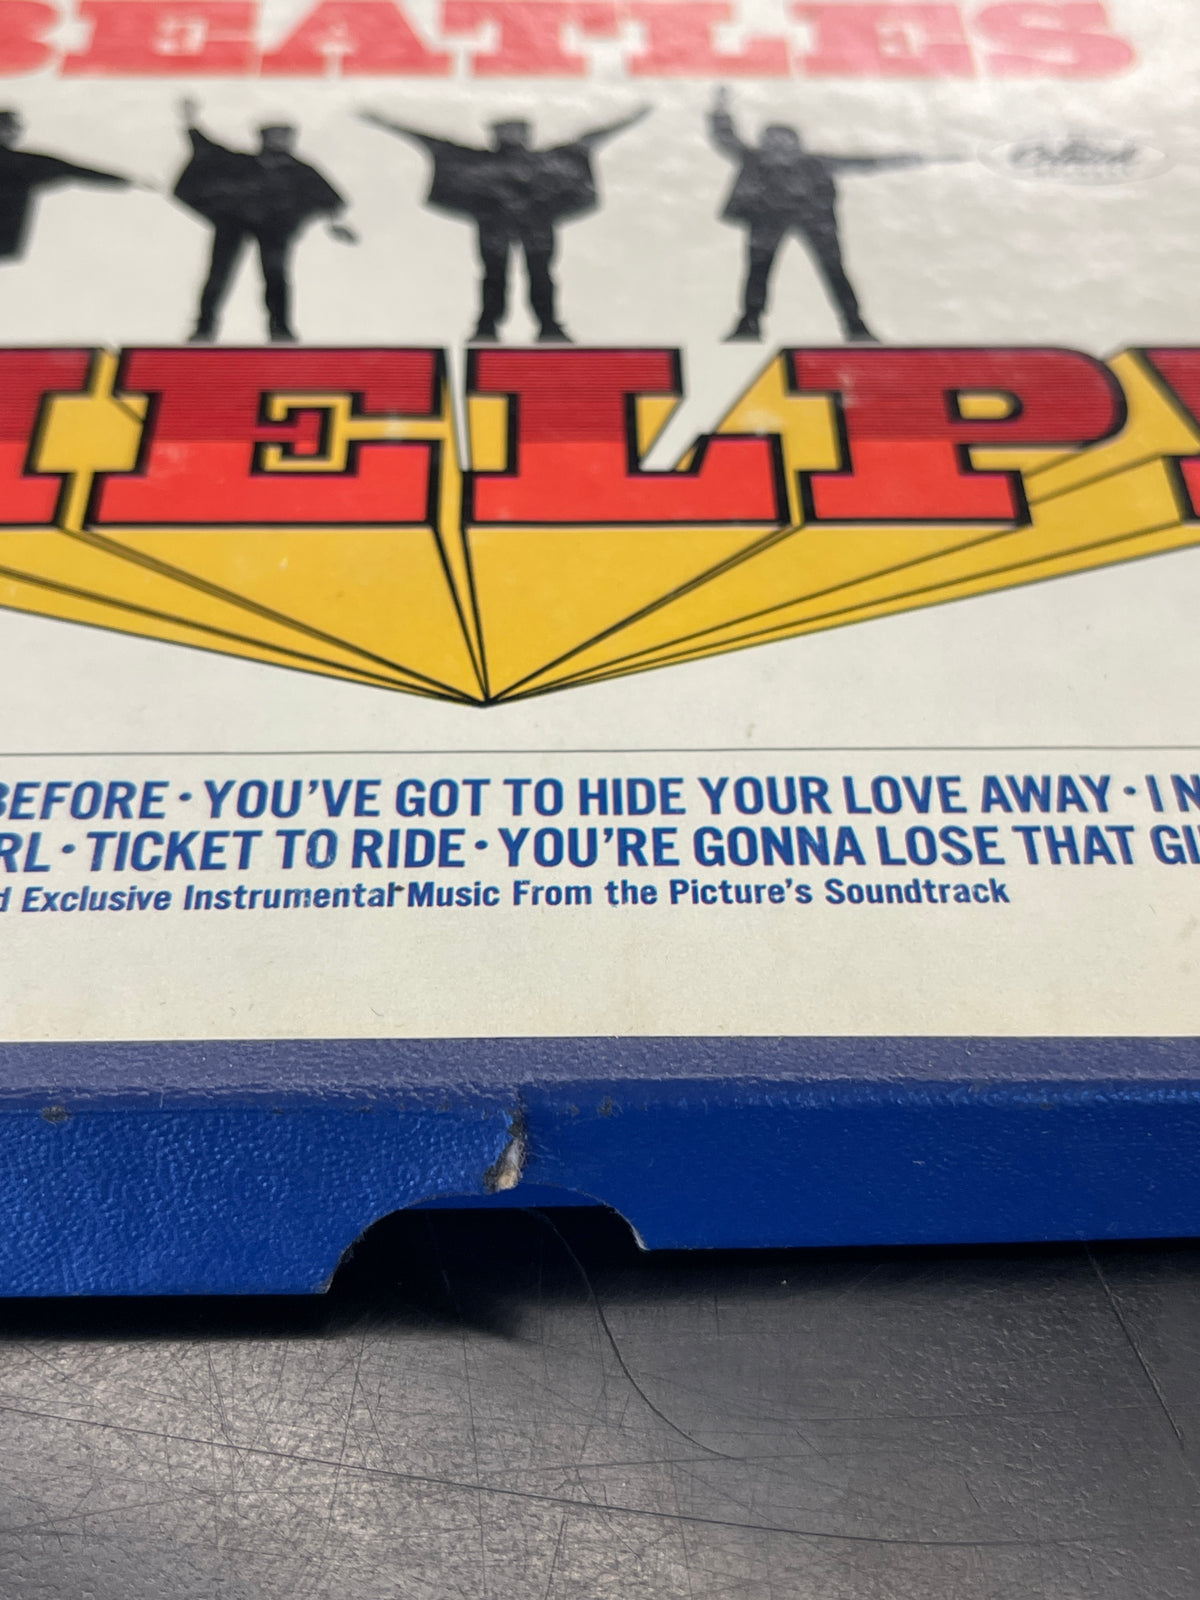 BEATLES
HELP!
BEFORE · YOU'VE GOT TO HIDE YOUR LOVE AWAY · I N
RL · TICKET TO RIDE · YOU'RE GONNA LOSE THAT GI
d Exclusive Instrumental Music From the Picture's Soundtrack